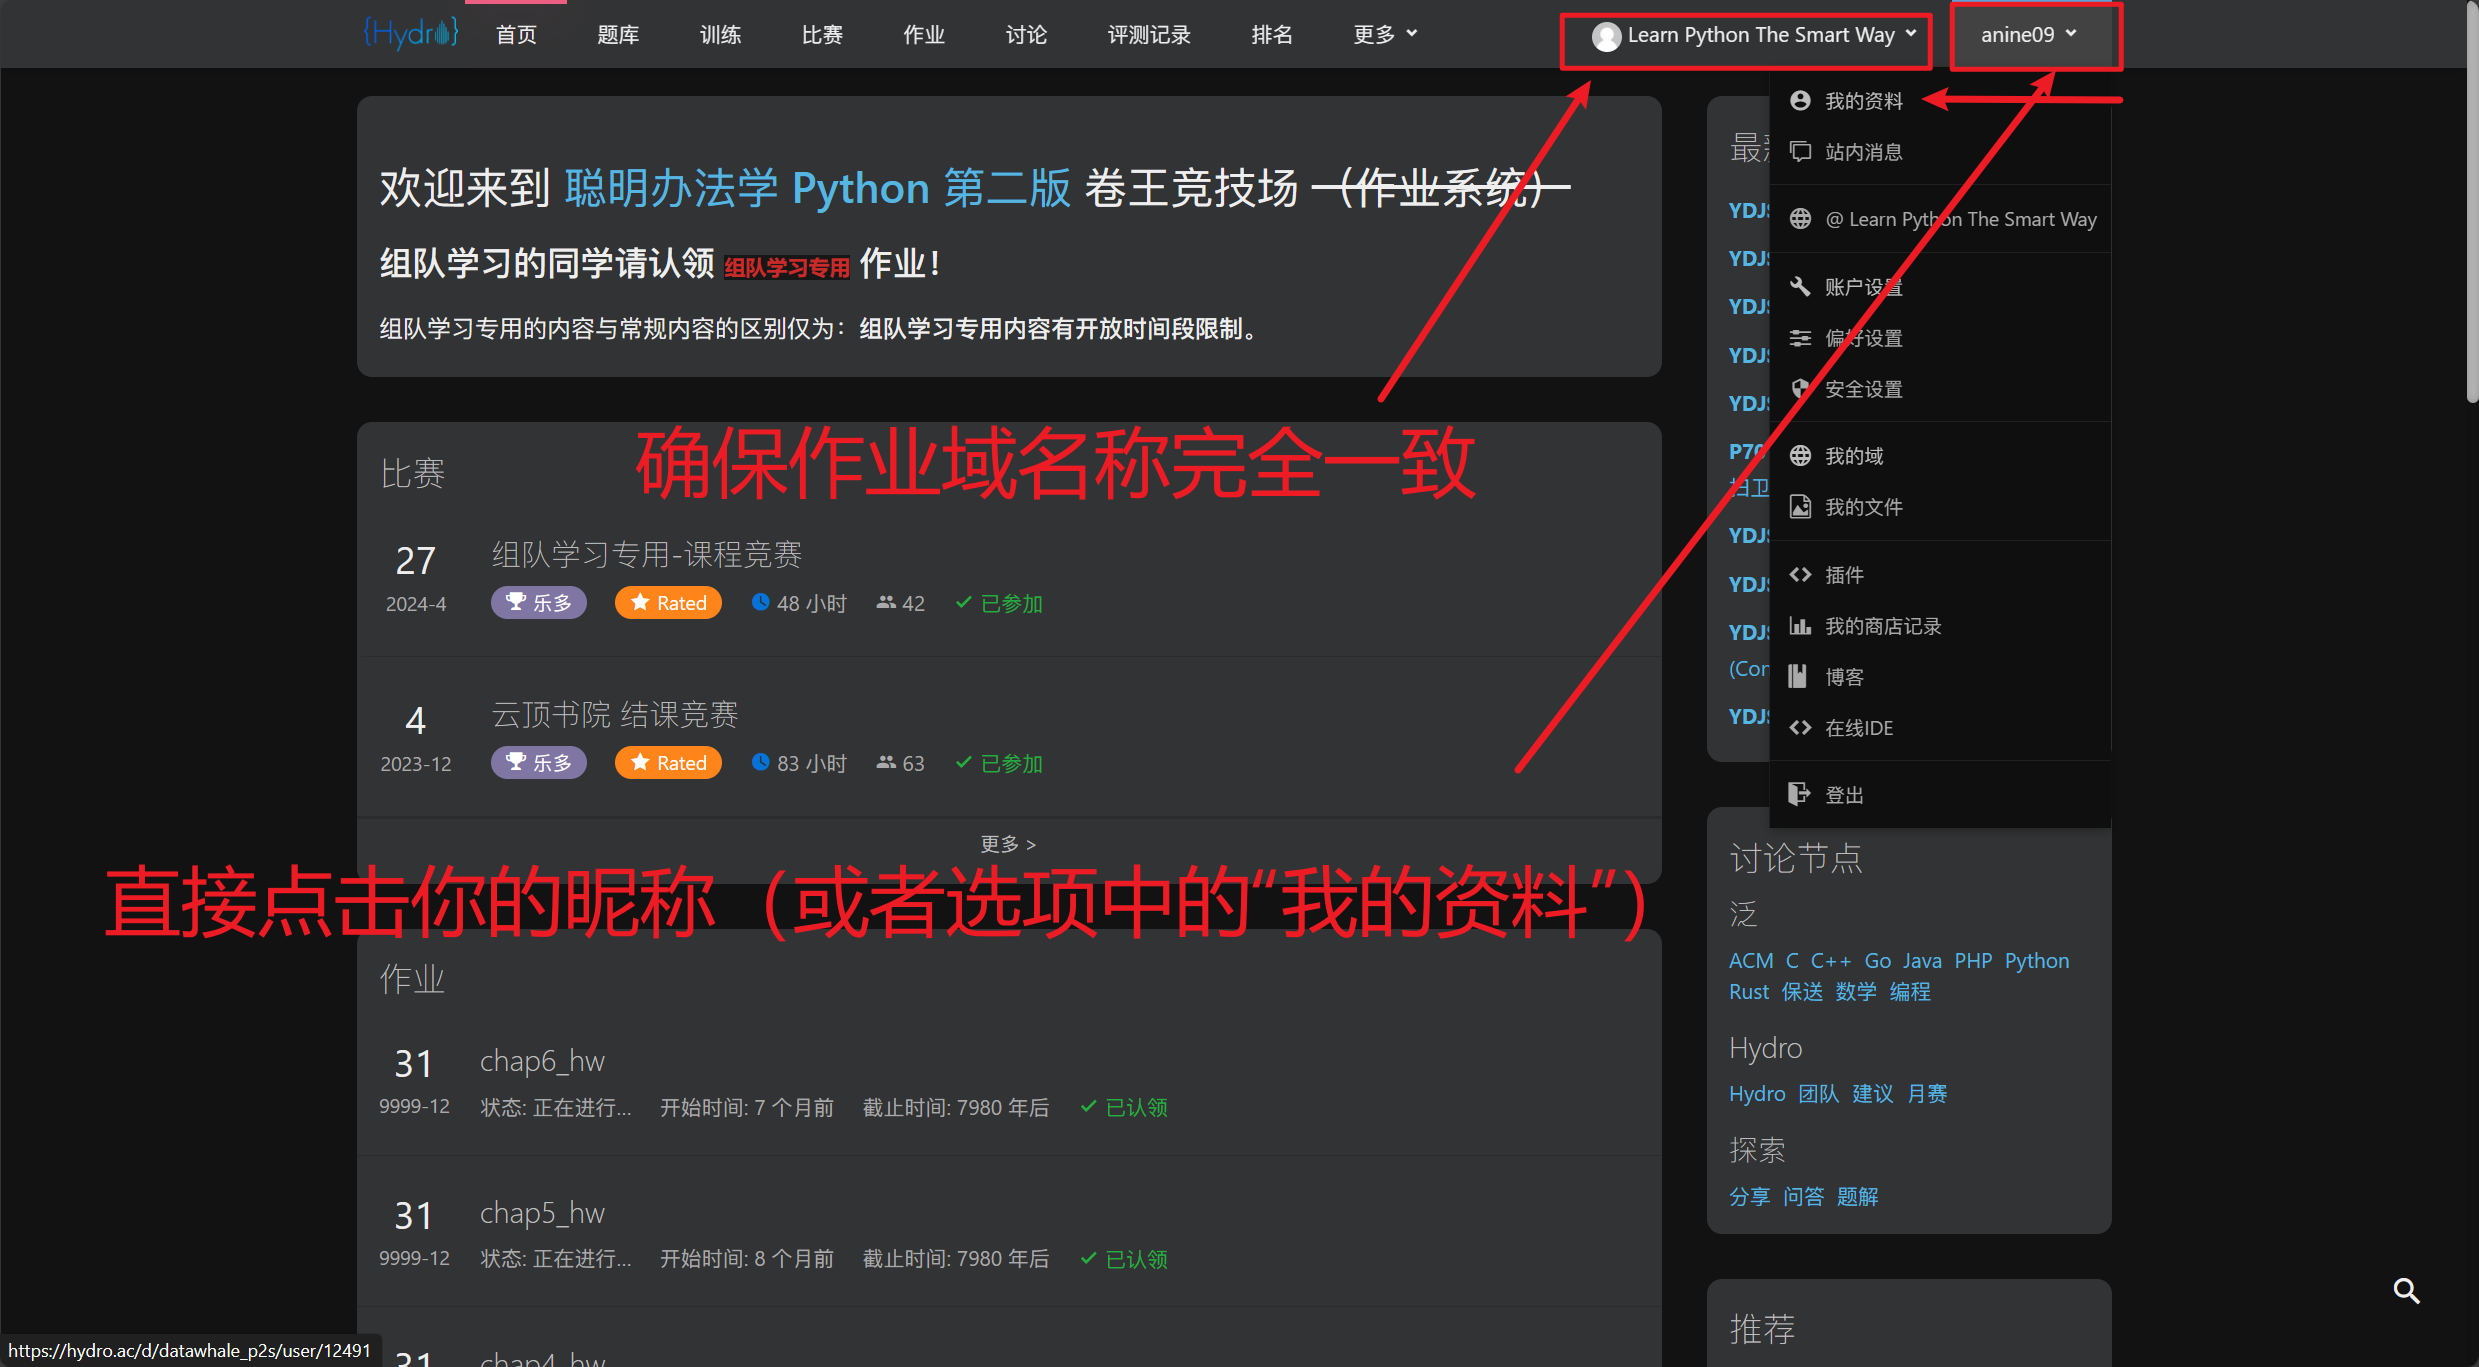 {Hydro} 首页 题库 训练 比赛 作业 讨论 评测记录 排名 更多 Learn Python The Smart Way anine09
欢迎来到 聪明办法学 Python 第二版 卷王竞技场 （作业系统）
组队学习的同学请认领 组队学习专用 作业！
组队学习专用的内容与常规内容的区别仅为：组队学习专用内容有开放时间段限制。
确保作业域名称完全一致
比赛
27
2024-4
组队学习专用-课程竞赛
乐多 Rated 48 小时 42 已参加
4
2023-12
云顶书院 结课竞赛
乐多 Rated 83 小时 63 已参加
更多 >
直接点击你的昵称（或者选项中的“我的资料”）
作业
31
9999-12
chap6_hw
状态: 正在进行... 开始时间: 7 个月前 截止时间: 7980 年后 已认领
31
9999-12
chap5_hw
状态: 正在进行... 开始时间: 8 个月前 截止时间: 7980 年后 已认领
31
chap4_hw
我的资料
站内消息
@ Learn Python The Smart Way
账户设置
偏好设置
安全设置
我的域
我的文件
插件
我的商店记录
博客
在线IDE
登出
最
YDJS
YDJS
YDJS
YDJS
YDJS
P70
扫卫
YDJS
YDJS
YDJS
(Con
YDJS
讨论节点
泛
ACM C C++ Go Java PHP Python
Rust 保送 数学 编程
Hydro
Hydro 团队 建议 月赛
探索
分享 问答 题解
推荐
https://hydro.ac/d/datawhale_p2s/user/12491